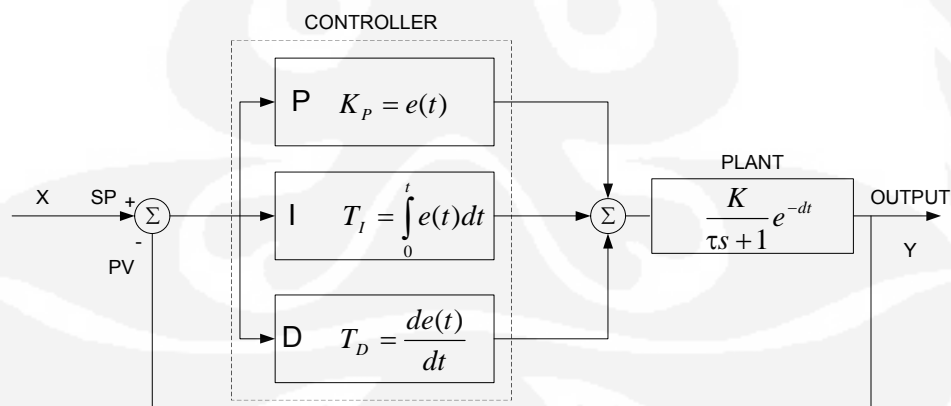 CONTROLLER
P K_P = e(t)
PLANT
X SP + Σ - PV
I T_I = ∫_0^t e(t)dt
Σ
K / τs + 1 e^{-dt}
OUTPUT
Y
D T_D = de(t) / dt